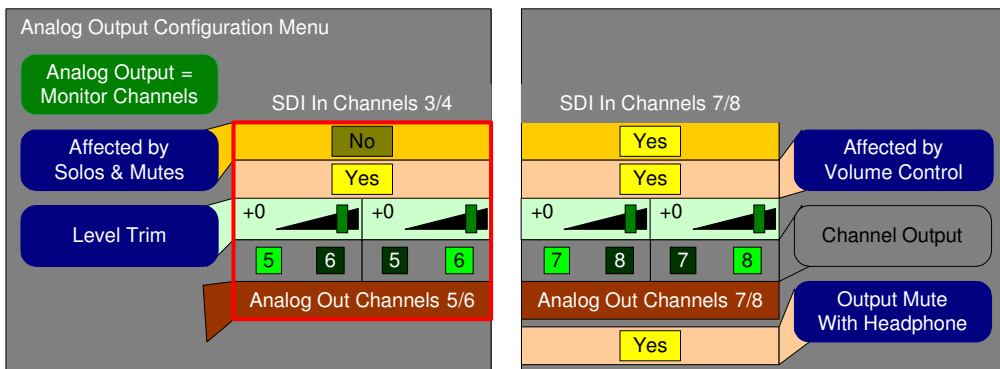 Analog Output Configuration Menu
Analog Output =
Monitor Channels
SDI In Channels 3/4
Affected by
Solos & Mutes
No
Yes
Level Trim
+0 +0
5 6 5 6
Analog Out Channels 5/6
SDI In Channels 7/8
Yes
Yes
Affected by
Volume Control
+0 +0
7 8 7 8
Channel Output
Analog Out Channels 7/8
Yes
Output Mute
With Headphone